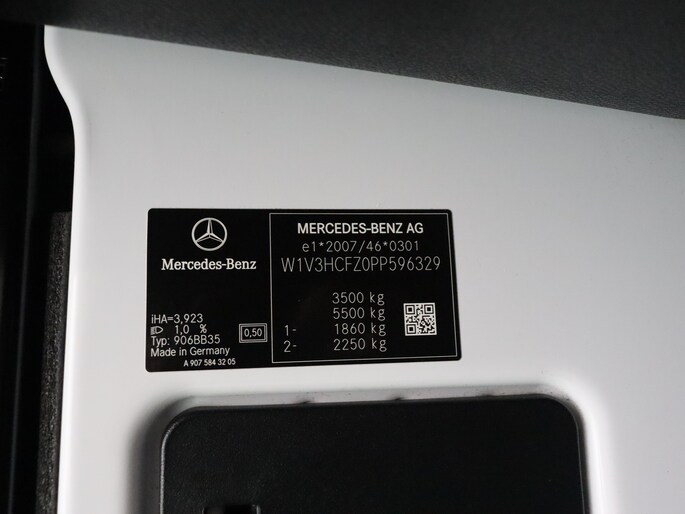 Mercedes-Benz
iHA=3,923
1,0 %
0,50
Typ: 906BB35
Made in Germany
A 907 584 32 05
MERCEDES-BENZ AG
e1*2007/46*0301
W1V3HCFZ0PP596329
3500 kg
5500 kg
1- 1860 kg
2- 2250 kg